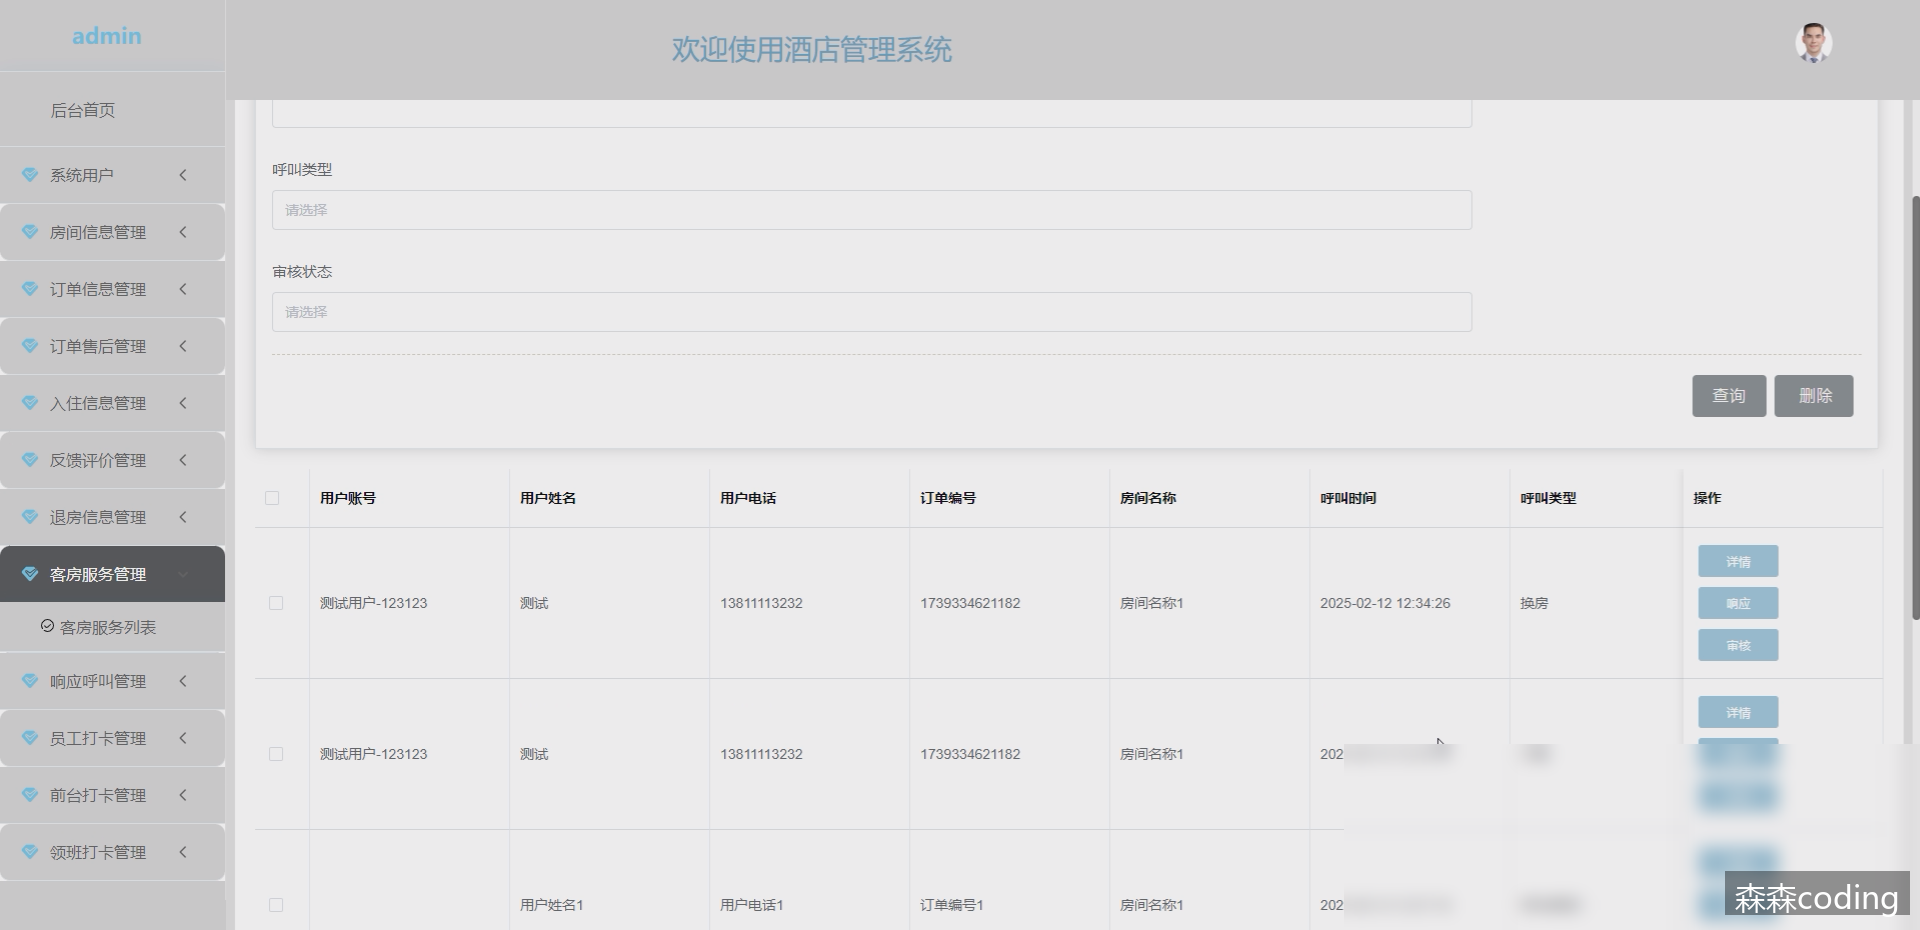 admin
欢迎使用酒店管理系统
后台首页
系统用户
房间信息管理
订单信息管理
订单售后管理
入住信息管理
反馈评价管理
退房信息管理
客房服务管理
客房服务列表
响应呼叫管理
员工打卡管理
前台打卡管理
领班打卡管理
呼叫类型
请选择
审核状态
请选择
查询 删除
用户账号 用户姓名 用户电话 订单编号 房间名称 呼叫时间 呼叫类型 操作
测试用户-123123 测试 13811113232 1739334621182 房间名称1 2025-02-12 12:34:26 换房 详情
响应
审核
测试用户-123123 测试 13811113232 1739334621182 房间名称1 202 详情
用户姓名1 用户电话1 订单编号1 房间名称1 202
森森coding